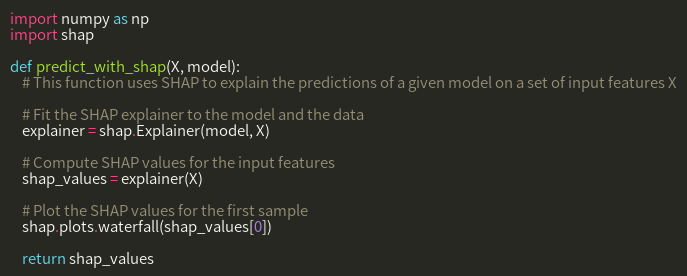 import numpy as np
import shap
def predict_with_shap(X, model):
# This function uses SHAP to explain the predictions of a given model on a set of input features X
# Fit the SHAP explainer to the model and the data
explainer = shap.Explainer(model, X)
# Compute SHAP values for the input features
shap_values = explainer(X)
# Plot the SHAP values for the first sample
shap.plots.waterfall(shap_values[0])
return shap_values